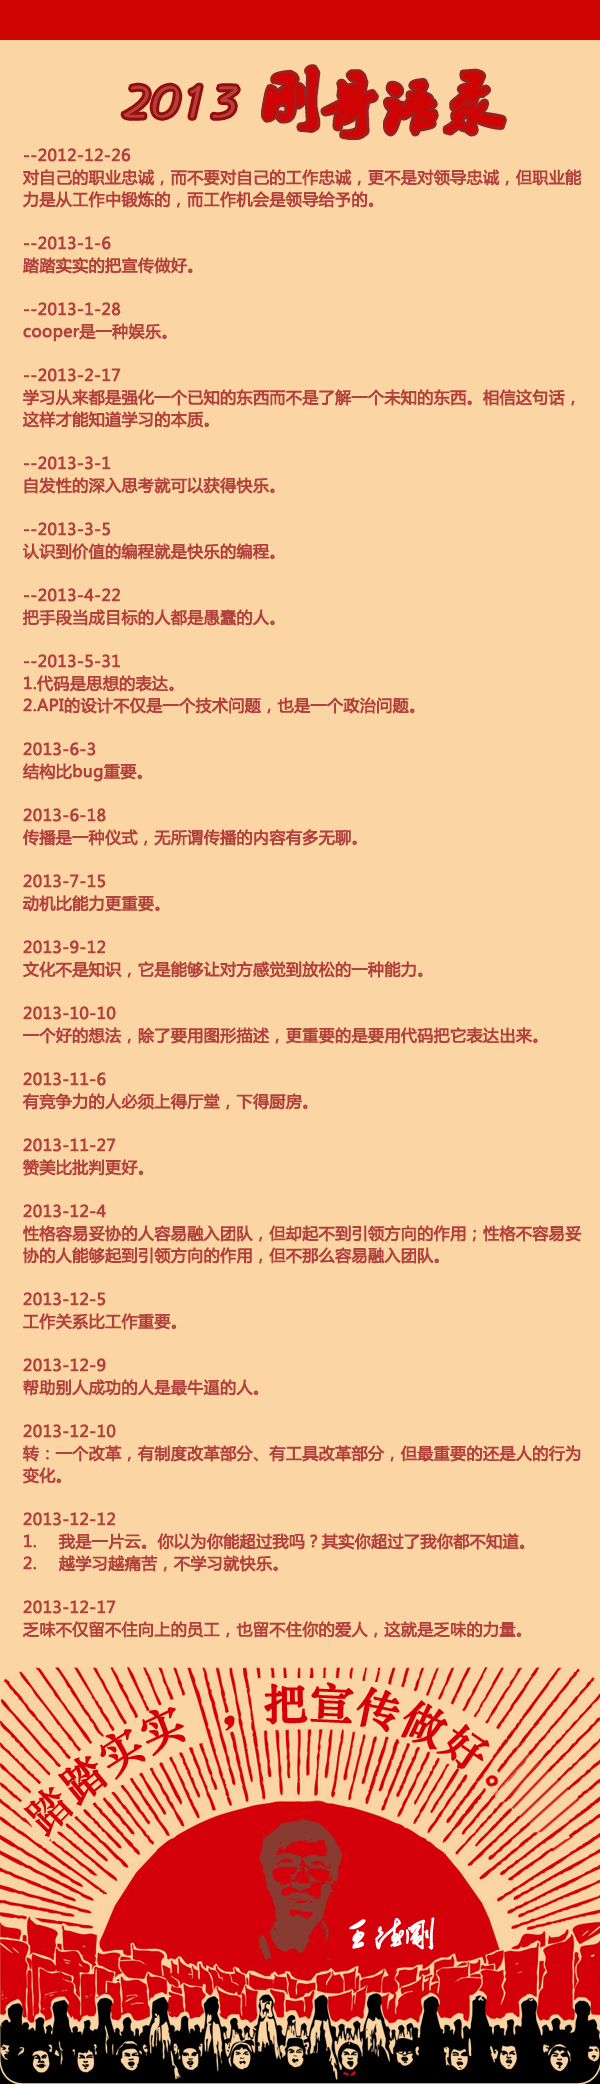 2013 刚哥语录
--2012-12-26
对自己的职业忠诚，而不要对自己的工作忠诚，更不是对领导忠诚，但职业能
力是从工作中锻炼的，而工作机会是领导给予的。
--2013-1-6
踏踏实实的把宣传做好。
--2013-1-28
cooper是一种娱乐。
--2013-2-17
学习从来都是强化一个已知的东西而不是了解一个未知的东西。相信这句话，
这样才能知道学习的本质。
--2013-3-1
自发性的深入思考就可以获得快乐。
--2013-3-5
认识到价值的编程就是快乐的编程。
--2013-4-22
把手段当成目标的人都是愚蠢的人。
--2013-5-31
1.代码是思想的表达。
2.API的设计不仅是一个技术问题，也是一个政治问题。
2013-6-3
结构比bug重要。
2013-6-18
传播是一种仪式，无所谓传播的内容有多无聊。
2013-7-15
动机比能力更重要。
2013-9-12
文化不是知识，它是能够让对方感觉到放松的一种能力。
2013-10-10
一个好的想法，除了要用图形描述，更重要的是要用代码把它表达出来。
2013-11-6
有竞争力的人必须上得厅堂，下得厨房。
2013-11-27
赞美比批判更好。
2013-12-4
性格容易妥协的人容易融入团队，但却起不到引领方向的作用；性格不容易妥
协的人能够起到引领方向的作用，但不那么容易融入团队。
2013-12-5
工作关系比工作重要。
2013-12-9
帮助别人成功的人是最牛逼的人。
2013-12-10
转：一个改革，有制度改革部分、有工具改革部分，但最重要的还是人的行为
变化。
2013-12-12
1. 我是一片云。你以为你能超过我吗？其实你超过了我你都不知道。
2. 越学习越痛苦，不学习就快乐。
2013-12-17
乏味不仅留不住向上的员工，也留不住你的爱人，这就是乏味的力量。
踏踏实实，把宣传做好。